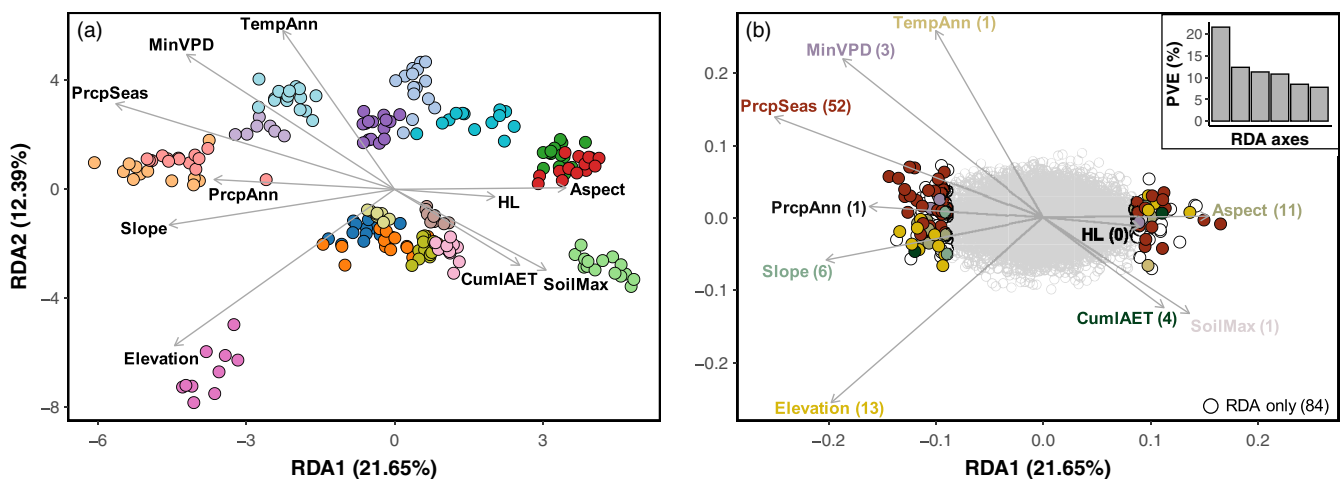 (a)
TempAnn
MinVPD
PrcpSeas
PrcpAnn
Slope
Elevation
HL
Aspect
CumlAET
SoilMax
4
0
−4
−8
−6
−3
0
3
RDA2 (12.39%)
RDA1 (21.65%)
(b)
TempAnn (1)
MinVPD (3)
PrcpSeas (52)
PrcpAnn (1)
Slope (6)
Elevation (13)
HL (0)
Aspect (11)
CumlAET (4)
SoilMax (1)
RDA only (84)
0.2
0.1
0.0
−0.1
−0.2
−0.2
−0.1
0.0
0.1
0.2
RDA1 (21.65%)
PVE (%)
20
15
10
5
0
RDA axes